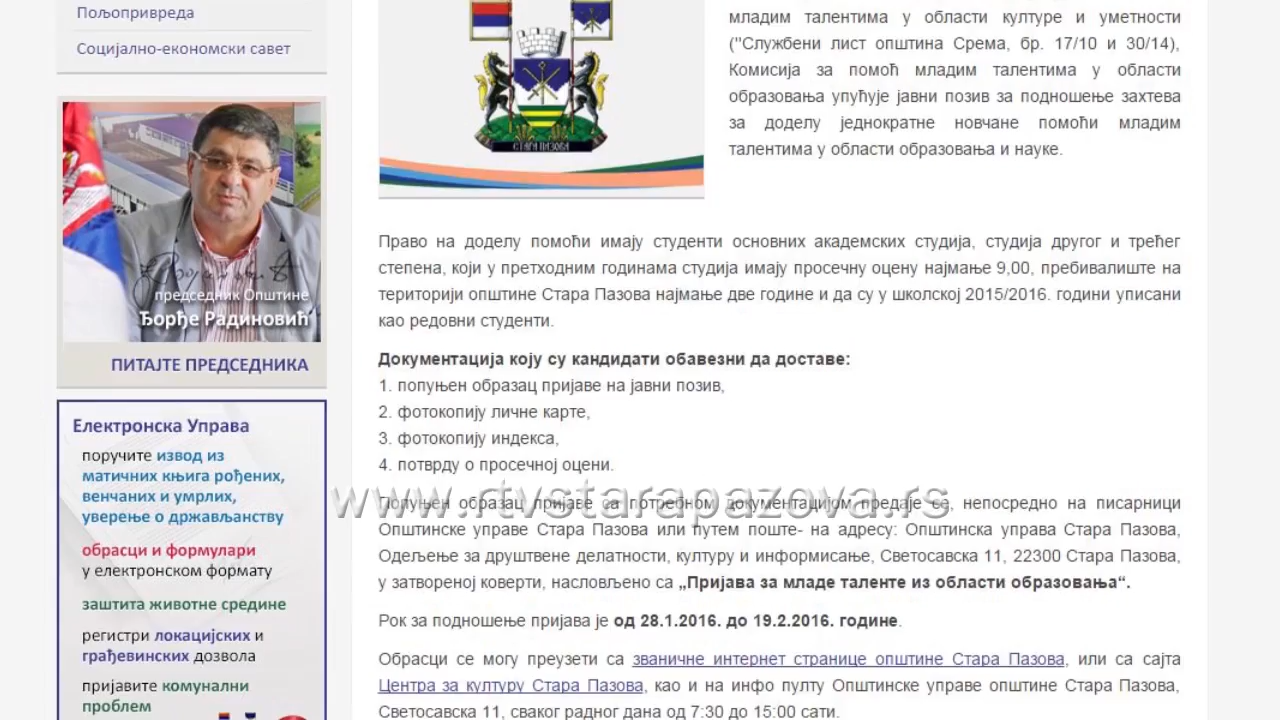 Пољопривреда
Социјално-економски савет
председник Општине
Ђорђе Радиновић
ПИТАЈТЕ ПРЕДСЕДНИКА
Електронска Управа
поручите извод из
матичних књига рођених,
венчаних и умрлих,
уверење о држављанству
обрасци и формулари
у електронском формату
заштита животне средине
регистри локацијских и
грађевинских дозвола
пријавите комунални
проблем
СТАРА ПАЗОВА
младим талентима у области културе и уметности
("Службени лист општина Срема, бр. 17/10 и 30/14),
Комисија за помоћ младим талентима у области
образовања упућује јавни позив за подношење захтева
за доделу једнократне новчане помоћи младим
талентима у области образовања и науке.
Право на доделу помоћи имају студенти основних академских студија, студија другог и трећег
степена, који у претходним годинама студија имају просечну оцену најмање 9,00, пребивалиште на
територији општине Стара Пазова најмање две године и да су у школској 2015/2016. години уписани
као редовни студенти.
Документација коју су кандидати обавезни да доставе:
1. попуњен образац пријаве на јавни позив,
2. фотокопију личне карте,
3. фотокопију индекса,
4. потврду о просечној оцени.
www.rtvstarapazova.rs
Попуњен образац пријаве са потребном документацијом предаје се, непосредно на писарници
Општинске управе Стара Пазова или путем поште- на адресу: Општинска управа Стара Пазова,
Одељење за друштвене делатности, културу и информисање, Светосавска 11, 22300 Стара Пазова,
у затвореној коверти, насловљено са „Пријава за младе таленте из области образовања“.
Рок за подношење пријава је од 28.1.2016. до 19.2.2016. године.
Обрасци се могу преузети са званичне интернет странице општине Стара Пазова, или са сајта
Центра за културу Стара Пазова, као и на инфо пулту Општинске управе општине Стара Пазова,
Светосавска 11, сваког радног дана од 7:30 до 15:00 сати.